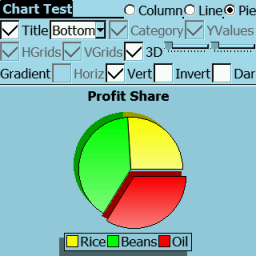 Chart Test Column Line Pie
Title Bottom Category YValues
HGrids VGrids 3D
Gradient Horiz Vert Invert Dar
Profit Share
Rice Beans Oil